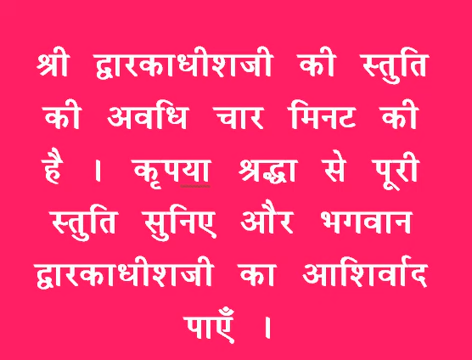 श्री द्वारकाधीशजी की स्तुति
की अवधि चार मिनट की
है । कृपया श्रद्धा से पूरी
स्तुति सुनिए और भगवान
द्वारकाधीशजी का आशिर्वाद
पाएँ ।